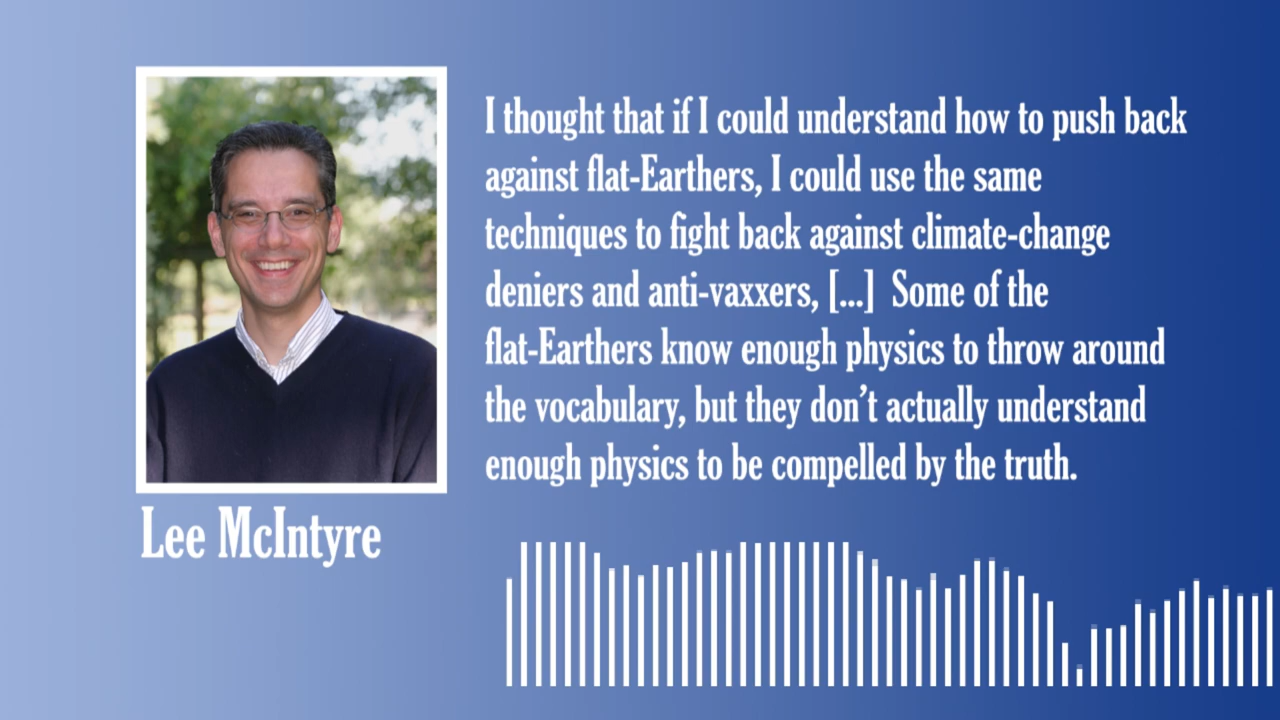 I thought that if I could understand how to push back
against flat-Earthers, I could use the same
techniques to fight back against climate-change
deniers and anti-vaxxers, [...] Some of the
flat-Earthers know enough physics to throw around
the vocabulary, but they don’t actually understand
enough physics to be compelled by the truth.
Lee McIntyre